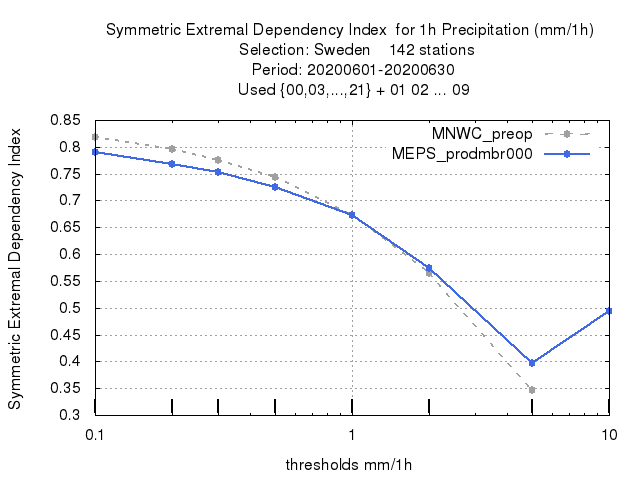 Symmetric Extremal Dependency Index  for 1h Precipitation (mm/1h)
Selection: Sweden    142 stations
Period: 20200601-20200630
Used {00,03,...,21} + 01 02 ... 09
MNWC_preop
MEPS_prodmbr000
Symmetric Extremal Dependency Index
0.85
0.8
0.75
0.7
0.65
0.6
0.55
0.5
0.45
0.4
0.35
0.3
0.1
1
10
thresholds mm/1h